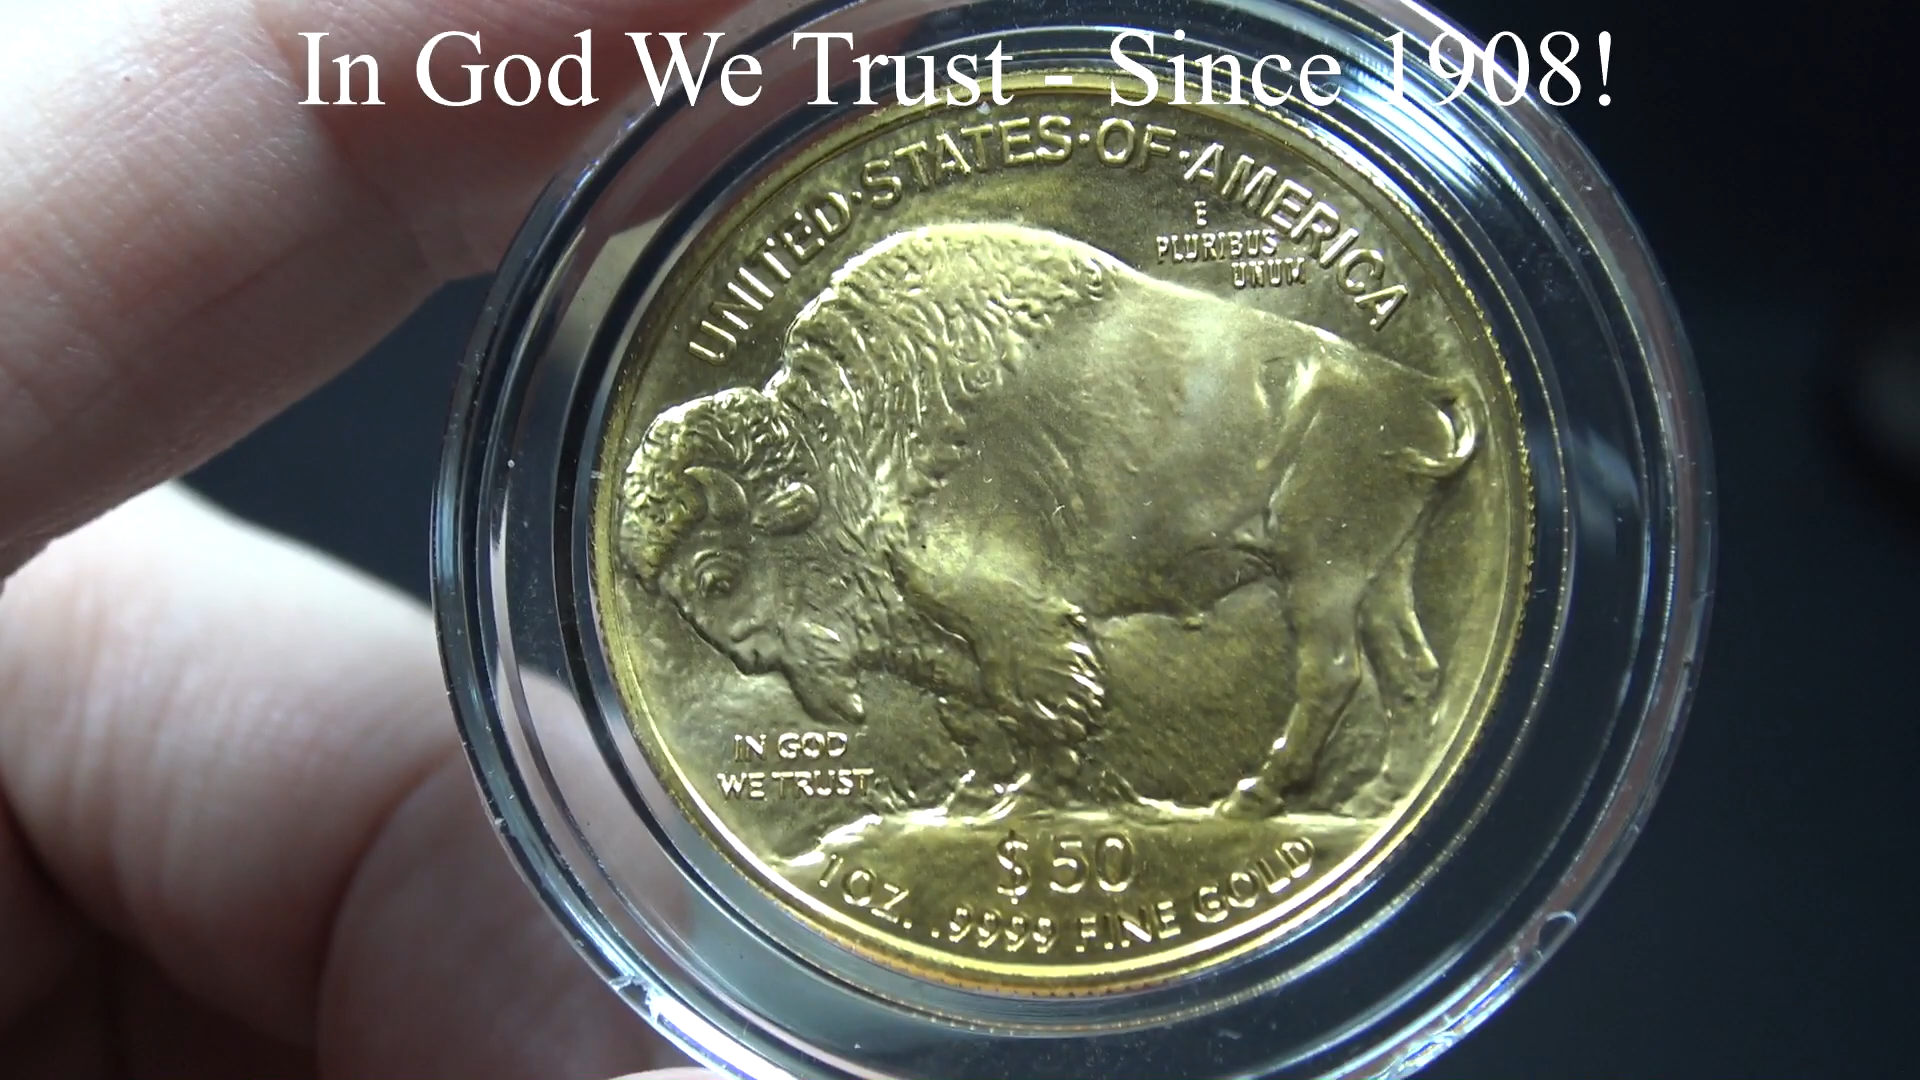 In God We Trust - Since 1908!
UNITED·STATES·OF·AMERICA
E
PLURIBUS
UNUM
IN GOD
WE TRUST
$50
1 OZ. .9999 FINE GOLD